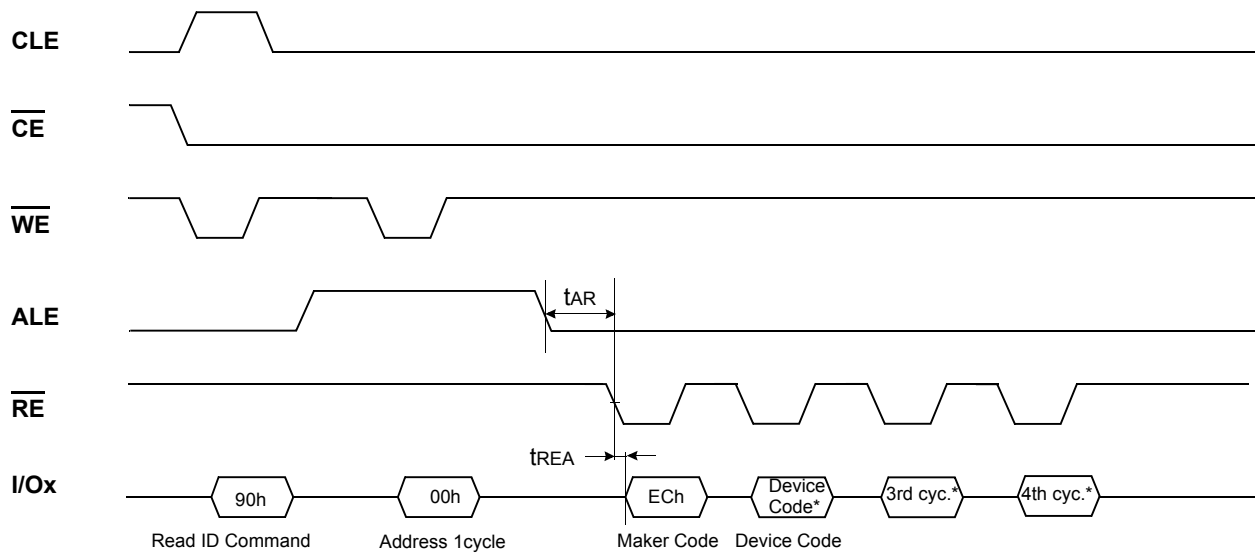 CLE
CE
WE
ALE
tAR
RE
tREA
I/Ox
90h
00h
ECh
Device
Code*
3rd cyc.*
4th cyc.*
Read ID Command
Address 1cycle
Maker Code
Device Code